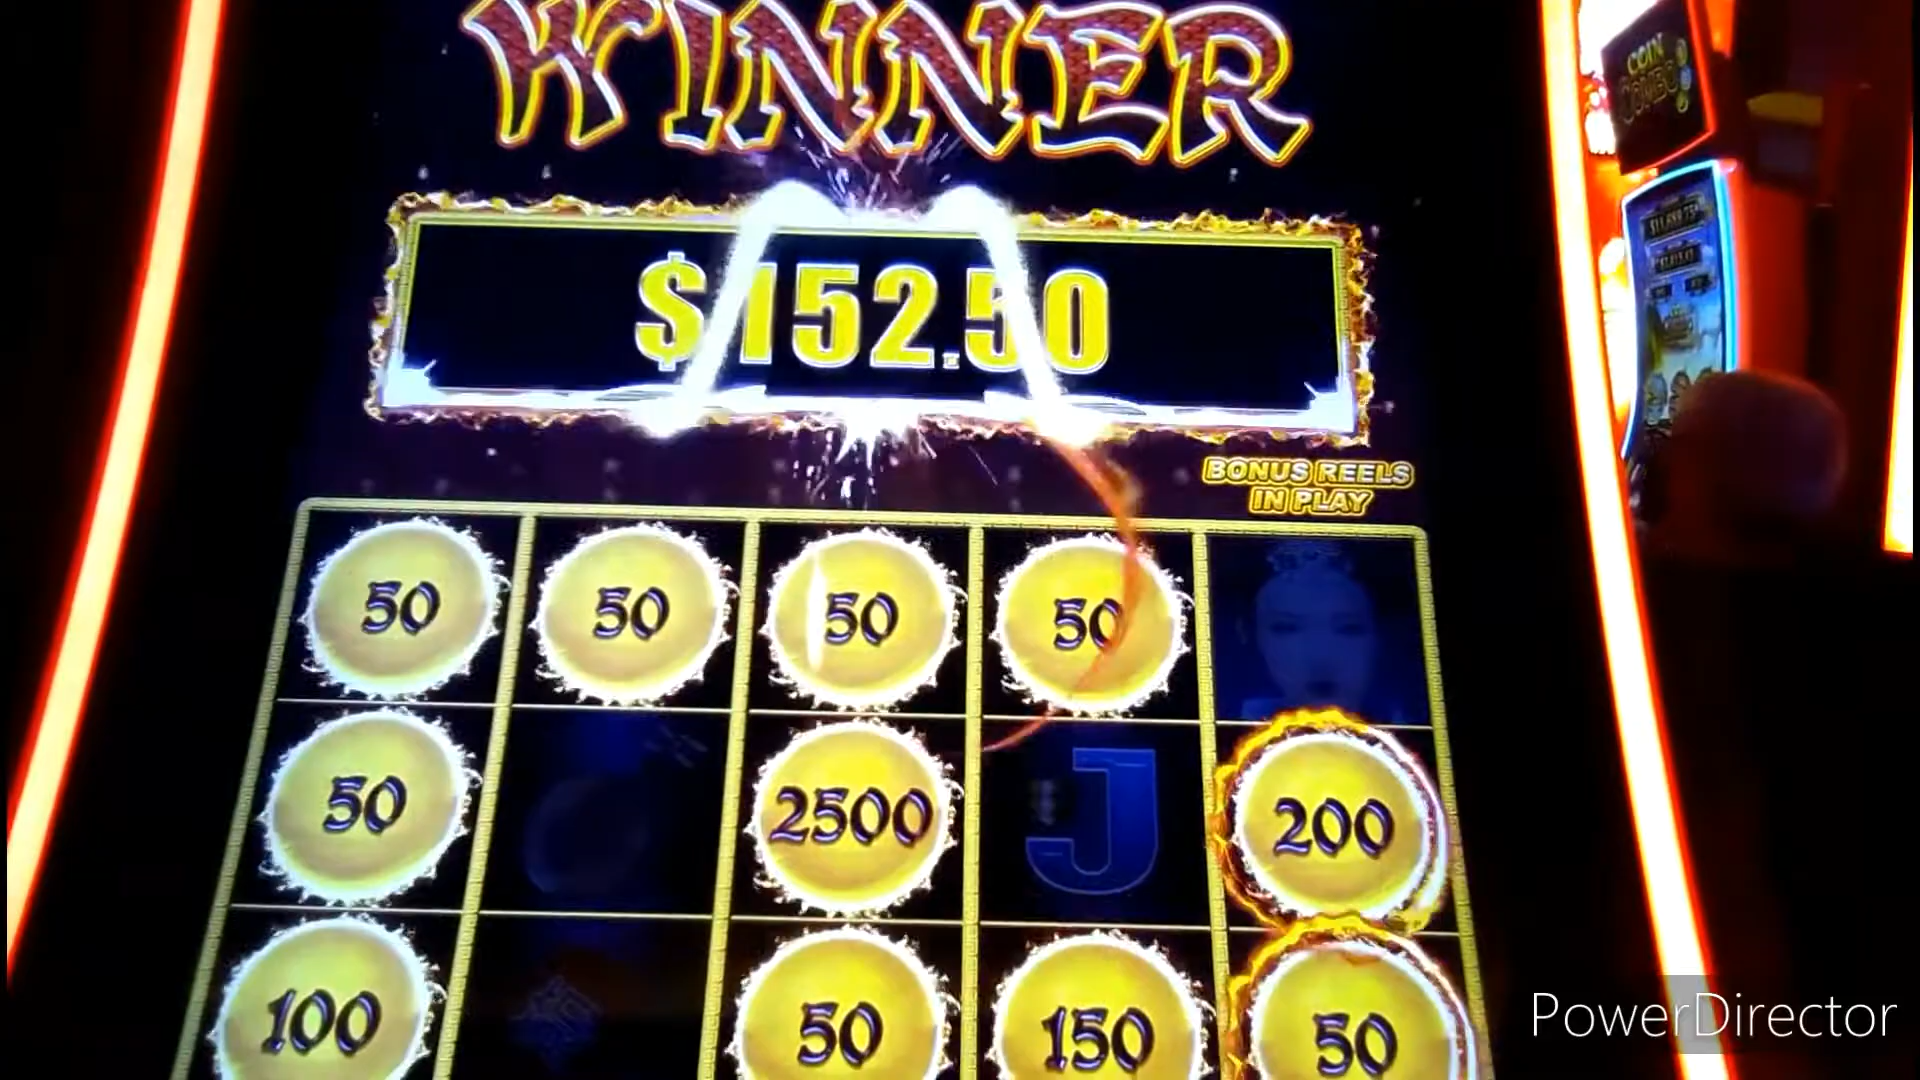 WINNER
$152.50
BONUS REELS
IN PLAY
50 50 50 50
50 2500 J 200
100 50 150 50
COIN
COMBO
PowerDirector